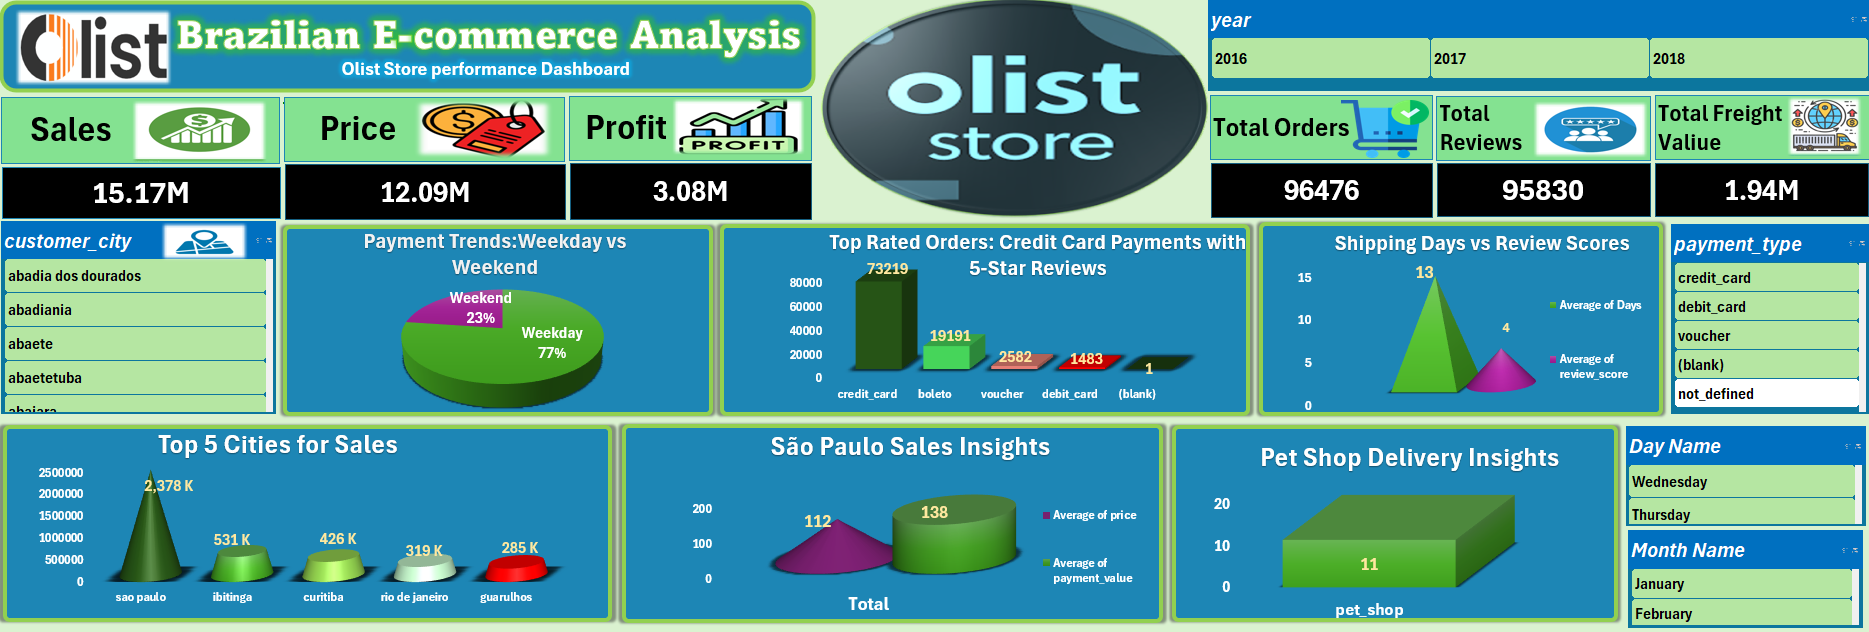 Olist
Brazilian E-commerce Analysis
Olist Store performance Dashboard
olist
store
year
2016
2017
2018
Sales
Price
Profit
PROFIT
Total Orders
Total
Reviews
Total Freight
Valiue
15.17M
12.09M
3.08M
96476
95830
1.94M
customer_city
abadia dos dourados
abadiania
abaete
abaetetuba
abaiara
Payment Trends:Weekday vs
Weekend
Weekend
23%
Weekday
77%
Top Rated Orders: Credit Card Payments with
5-Star Reviews
80000
60000
40000
20000
0
73219
19191
2582
1483
1
credit_card
boleto
voucher
debit_card
(blank)
Shipping Days vs Review Scores
15
10
5
0
13
4
Average of Days
Average of
review_score
payment_type
credit_card
debit_card
voucher
(blank)
not_defined
Top 5 Cities for Sales
2500000
2000000
1500000
1000000
500000
0
2,378 K
531 K
426 K
319 K
285 K
sao paulo
ibitinga
curitiba
rio de janeiro
guarulhos
São Paulo Sales Insights
200
100
0
112
138
Average of price
Average of
payment_value
Total
Pet Shop Delivery Insights
20
10
0
11
pet_shop
Day Name
Wednesday
Thursday
Month Name
January
February